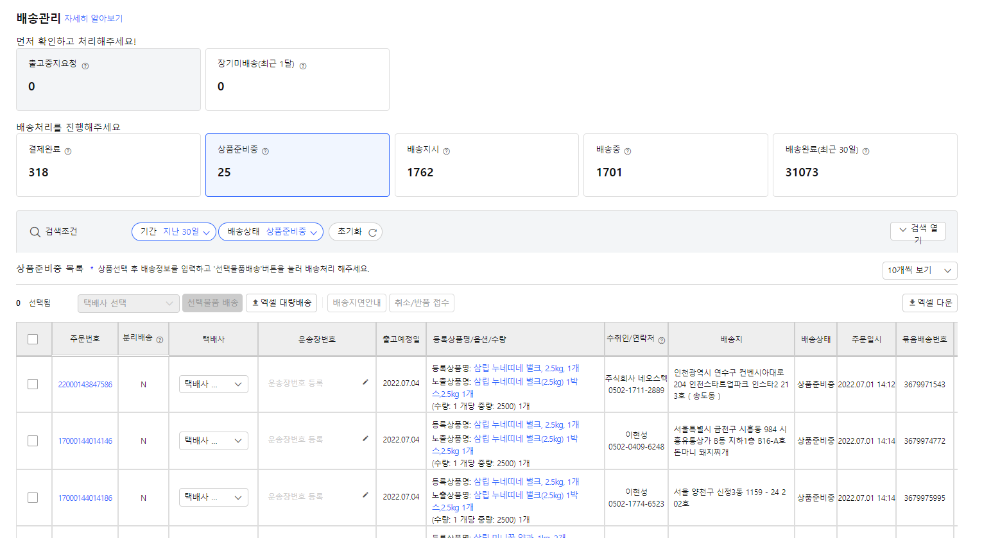 배송관리 자세히 알아보기
먼저 확인하고 처리해주세요!
출고중지요청
0
장기미배송(최근 1달)
0
배송처리를 진행해주세요
결제완료
318
상품준비중
25
배송지시
1762
배송중
1701
배송완료(최근 30일)
31073
검색조건
기간 지난 30일
배송상태 상품준비중
초기화
검색 열
기
상품준비중 목록 * 상품선택 후 배송정보를 입력하고 '선택물품배송'버튼을 눌러 배송처리 해주세요.
10개씩 보기
0 선택됨
택배사 선택
선택물품 배송
엑셀 대량배송
배송지연안내
취소/반품 접수
엑셀 다운
주문번호
분리배송
택배사
운송장번호
출고예정일
등록상품명/옵션/수량
수취인/연락처
배송지
배송상태
주문일시
묶음배송번호
22000143847586
N
택배사 ...
운송장번호 등록
2022.07.04
등록상품명: 삼립 누네띠네 벌크, 2.5kg, 1개
노출상품명: 삼립 누네띠네 벌크(2.5kg) 1박
스,2.5kg 1개
(수량: 1 개당 중량: 2500) 1개
주식회사 네오스텍
0502-1711-2889
인천광역시 연수구 컨벤시아대로
204 인천스타트업파크 인스타2 21
3호 ( 송도동 )
상품준비중
2022.07.01 14:12
3679971543
17000144014146
N
택배사 ...
운송장번호 등록
2022.07.04
등록상품명: 삼립 누네띠네 벌크, 2.5kg, 1개
노출상품명: 삼립 누네띠네 벌크(2.5kg) 1박
스,2.5kg 1개
(수량: 1 개당 중량: 2500) 1개
이현성
0502-0409-6248
서울특별시 금천구 시흥동 984 시
흥유통상가 B동 지하1층 B16-A호
돈마니 돼지찌개
상품준비중
2022.07.01 14:14
3679974772
17000144014186
N
택배사 ...
운송장번호 등록
2022.07.04
등록상품명: 삼립 누네띠네 벌크, 2.5kg, 1개
노출상품명: 삼립 누네띠네 벌크(2.5kg) 1박
스,2.5kg 1개
(수량: 1 개당 중량: 2500) 1개
이현성
0502-1774-6523
서울 양천구 신정3동 1159 - 24 2
02호
상품준비중
2022.07.01 14:14
3679975995